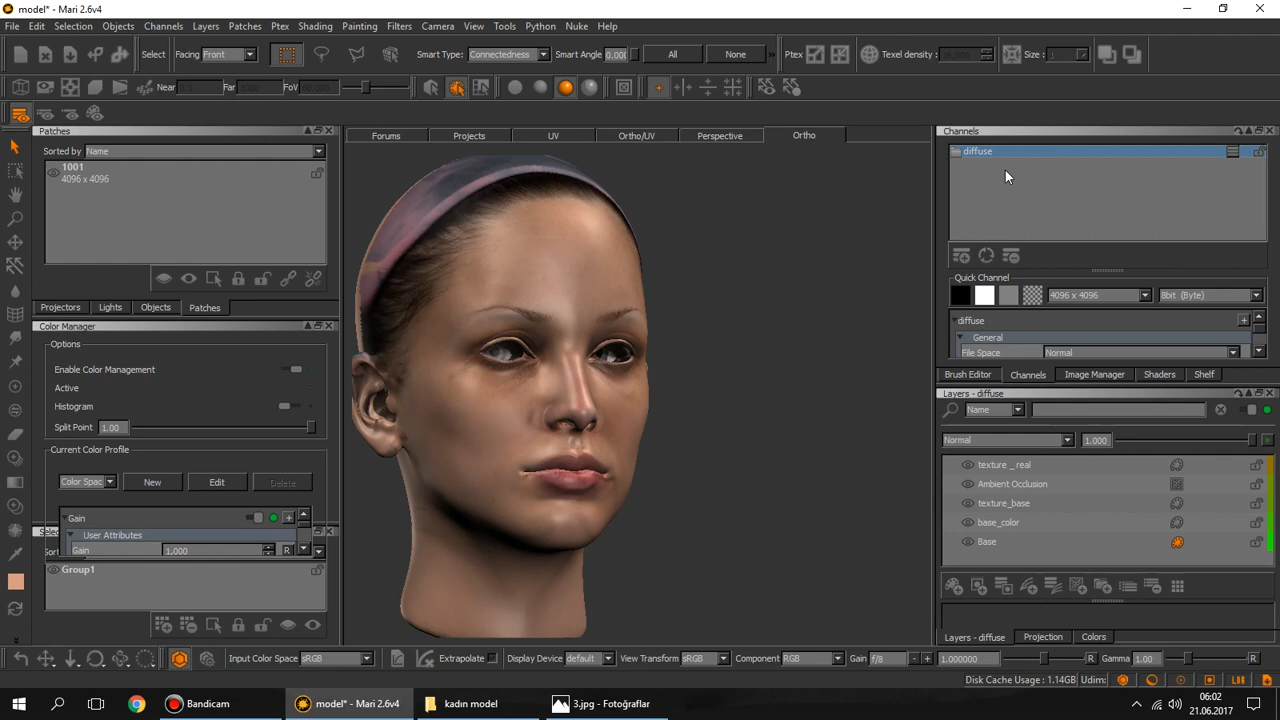 model* - Mari 2.6v4
File Edit Selection Objects Channels Layers Patches Ptex Shading Painting Filters Camera View Tools Python Nuke Help
Select Facing Front Smart Type: Connectedness Smart Angle 0.00 All None » Ptex Texel density: Size: 1
Near Far FoV
Patches
Sorted by Name
1001
4096 x 4096
Projectors Lights Objects Patches
Color Manager
Options
Enable Color Management
Active
Histogram
Split Point 1.00
Current Color Profile
Color Spac New Edit Delete
Gain
User Attributes
Gain 1.000 R
Group1
Forums Projects UV Ortho/UV Perspective Ortho
Channels
diffuse
Quick Channel
4096 x 4096 8bit (Byte)
diffuse
General
File Space Normal
Brush Editor Channels Image Manager Shaders Shelf
Layers - diffuse
Name
Normal 1.000
texture _ real
Ambient Occlusion
texture_base
base_color
Base
Layers - diffuse Projection Colors
Input Color Space sRGB Extrapolate Display Device default View Transform sRGB Component RGB Gain f/8 1.000000 R Gamma 1.00 R
Disk Cache Usage : 1.14GB Udim:
Bandicam model* - Mari 2.6v4 kadın model 3.jpg - Fotoğraflar
06:02
21.06.2017